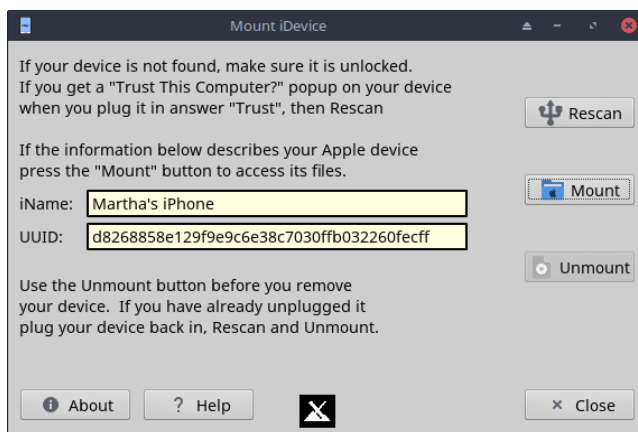 Mount iDevice
If your device is not found, make sure it is unlocked.
If you get a "Trust This Computer?" popup on your device
when you plug it in answer "Trust", then Rescan
Rescan
If the information below describes your Apple device
press the "Mount" button to access its files.
Mount
iName: Martha's iPhone
UUID: d8268858e129f9e9c6e38c7030ffb032260fecff
Unmount
Use the Unmount button before you remove
your device. If you have already unplugged it
plug your device back in, Rescan and Unmount.
About
? Help
Close